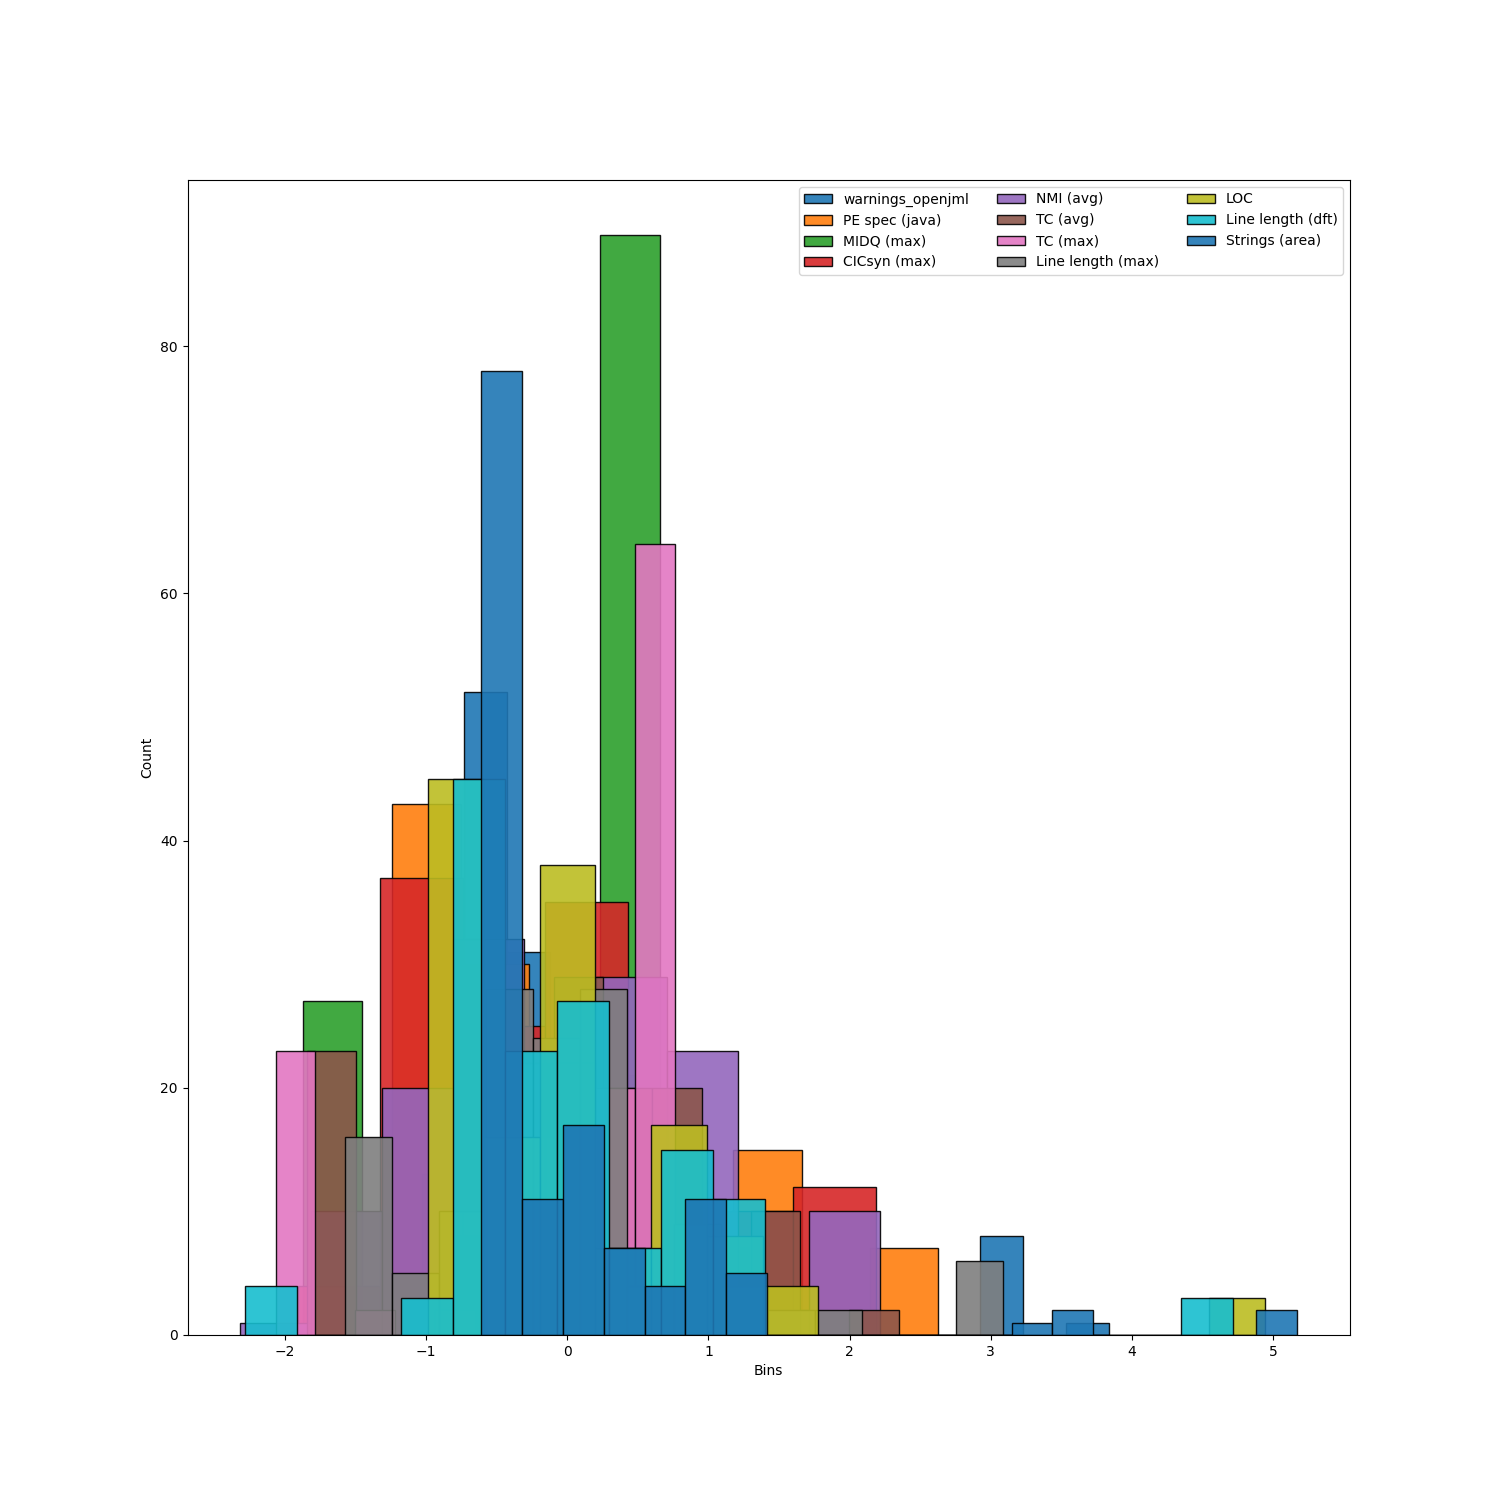 warnings_openjml
PE spec (java)
MIDQ (max)
CICsyn (max)
NMI (avg)
TC (avg)
TC (max)
Line length (max)
LOC
Line length (dft)
Strings (area)
80
60
40
20
0
Count
−2 −1 0 1 2 3 4 5
Bins